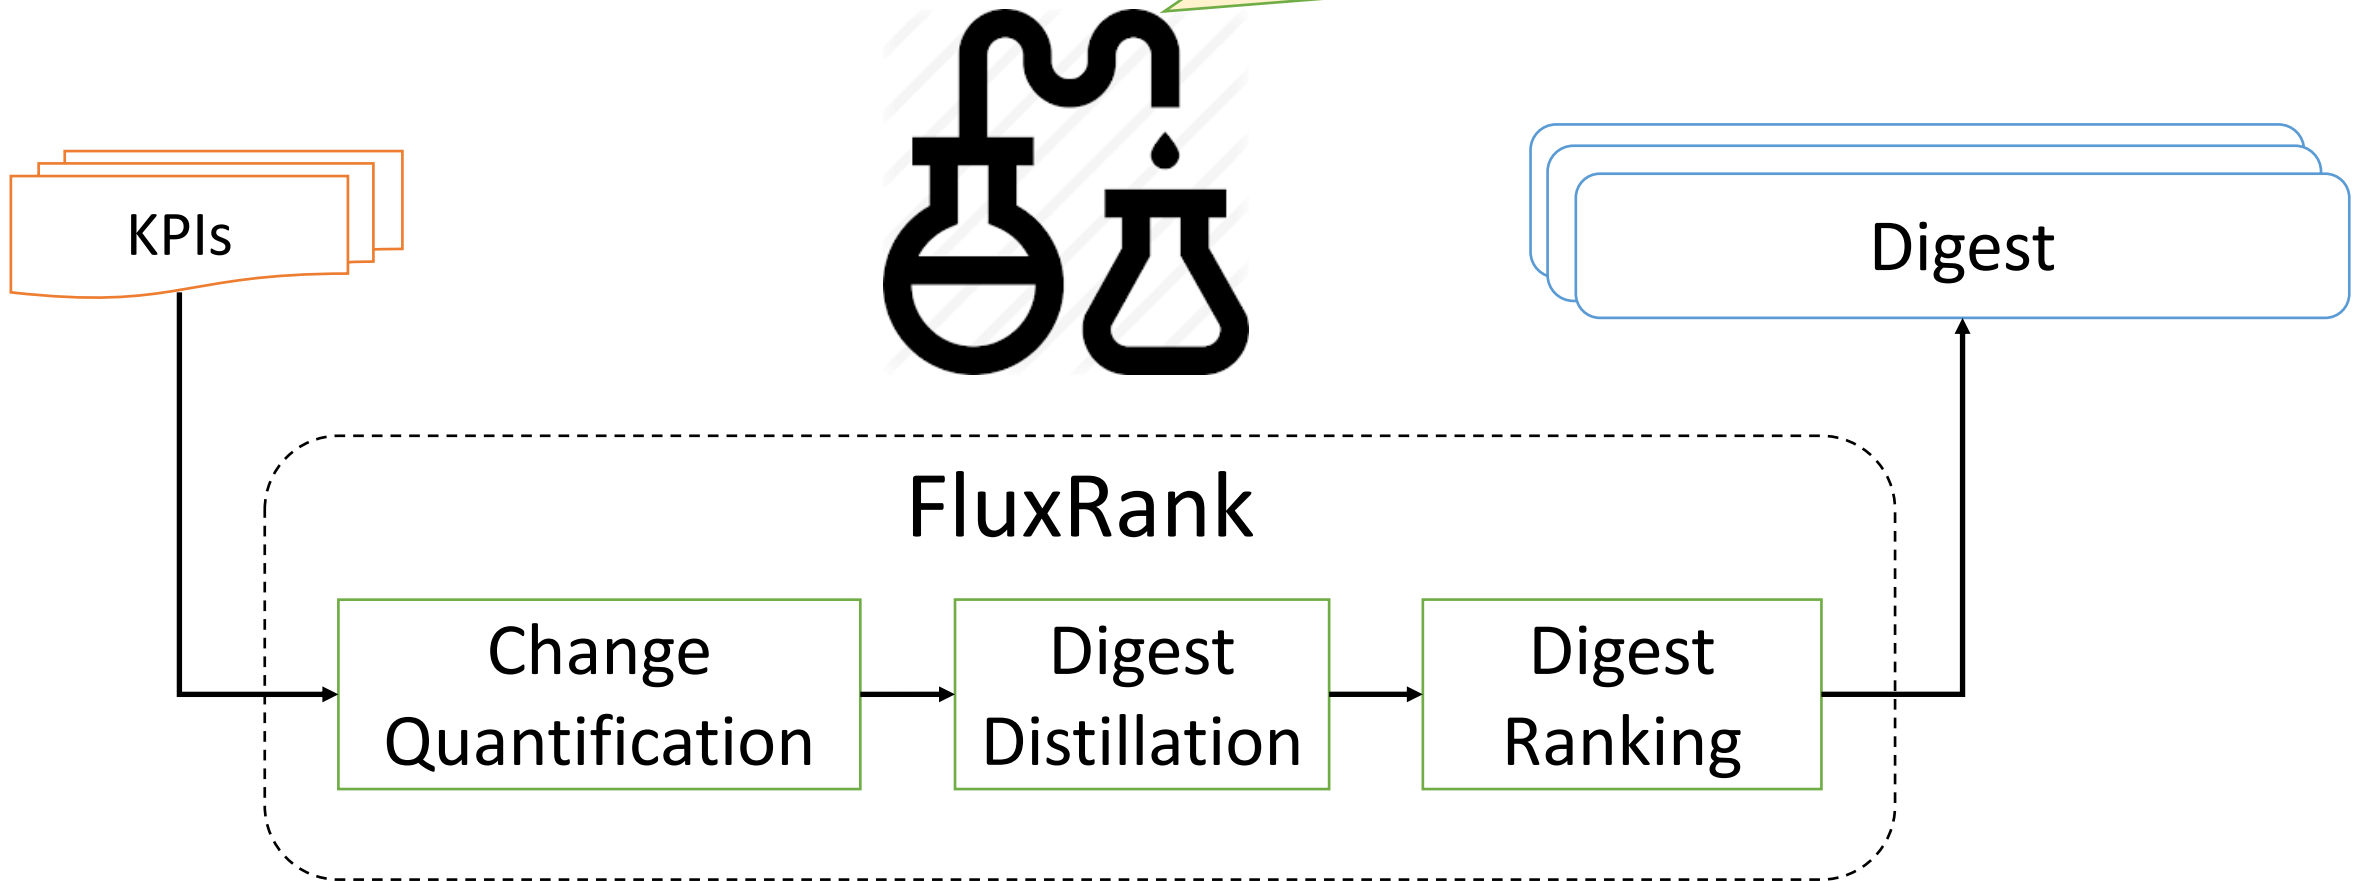 KPIs
Digest
FluxRank
Change
Quantification
Digest
Distillation
Digest
Ranking